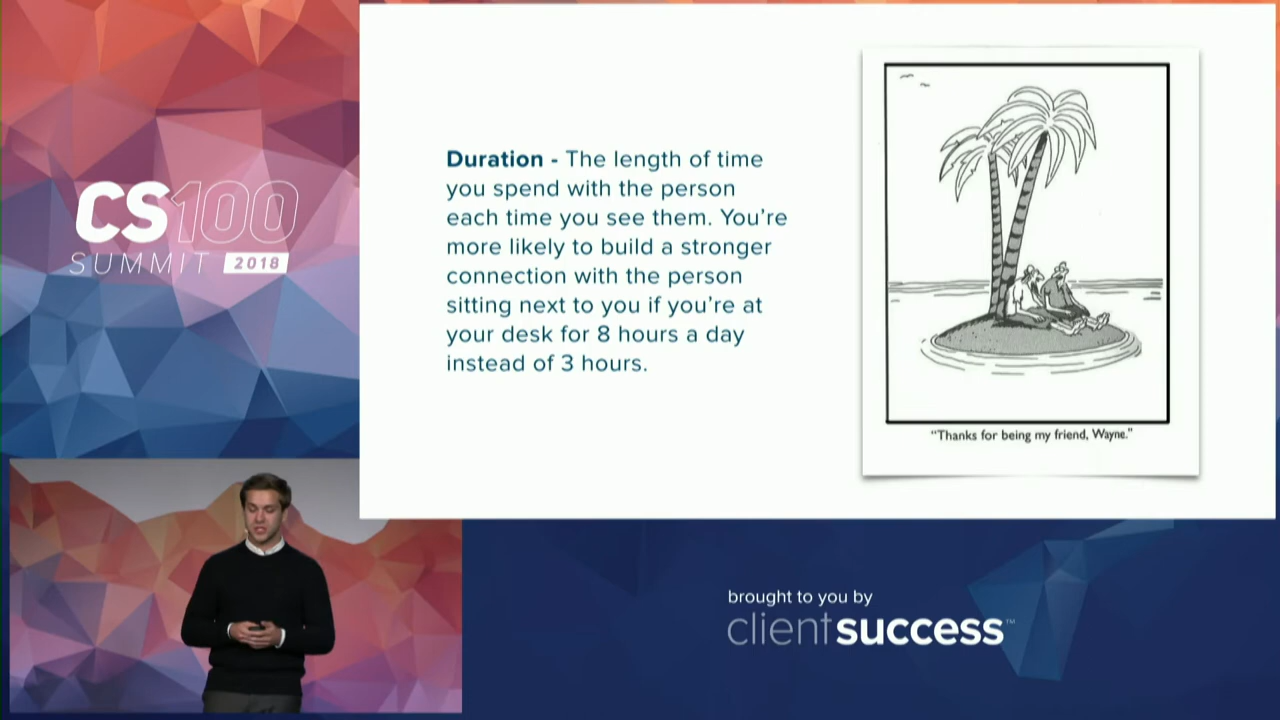 CS100
SUMMIT 2018
Duration - The length of time
you spend with the person
each time you see them. You’re
more likely to build a stronger
connection with the person
sitting next to you if you’re at
your desk for 8 hours a day
instead of 3 hours.
“Thanks for being my friend, Wayne.”
brought to you by
clientsuccess™